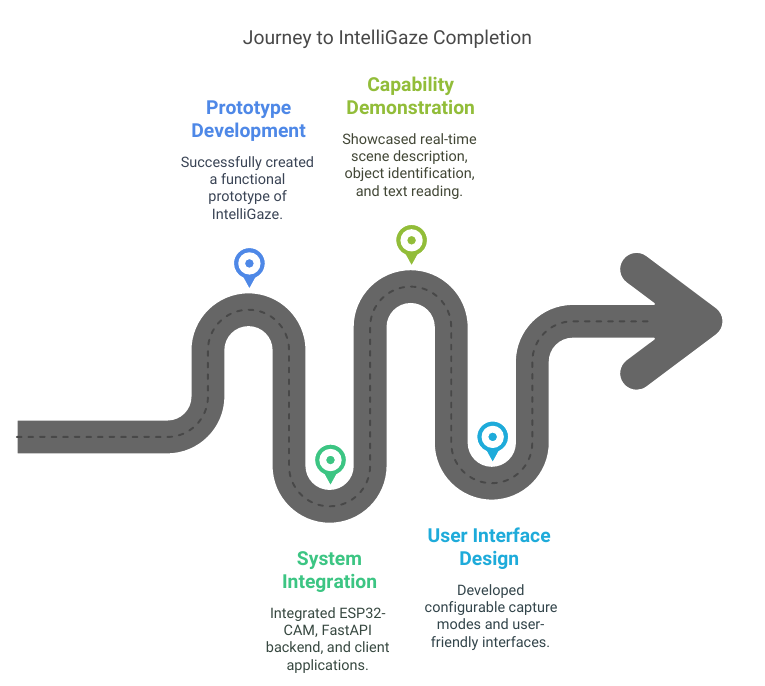 Journey to IntelliGaze Completion
Prototype
Development
Successfully created
a functional
prototype of
IntelliGaze.
System
Integration
Integrated ESP32-
CAM, FastAPI
backend, and client
applications.
Capability
Demonstration
Showcased real-time
scene description,
object identification,
and text reading.
User Interface
Design
Developed
configurable capture
modes and user-
friendly interfaces.